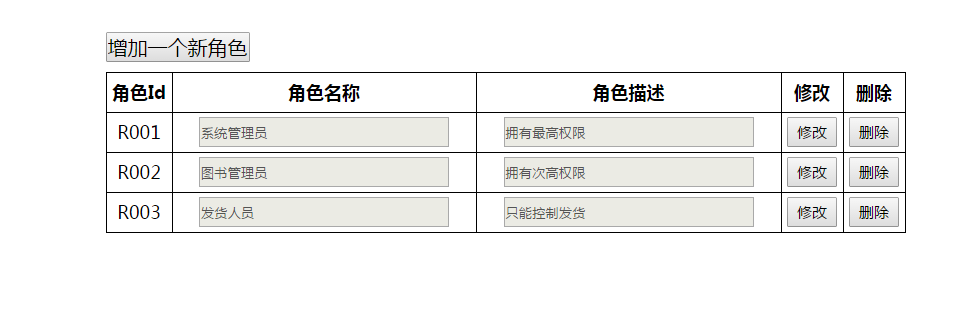 增加一个新角色
角色Id 角色名称 角色描述 修改 删除
R001 系统管理员 拥有最高权限 修改 删除
R002 图书管理员 拥有次高权限 修改 删除
R003 发货人员 只能控制发货 修改 删除